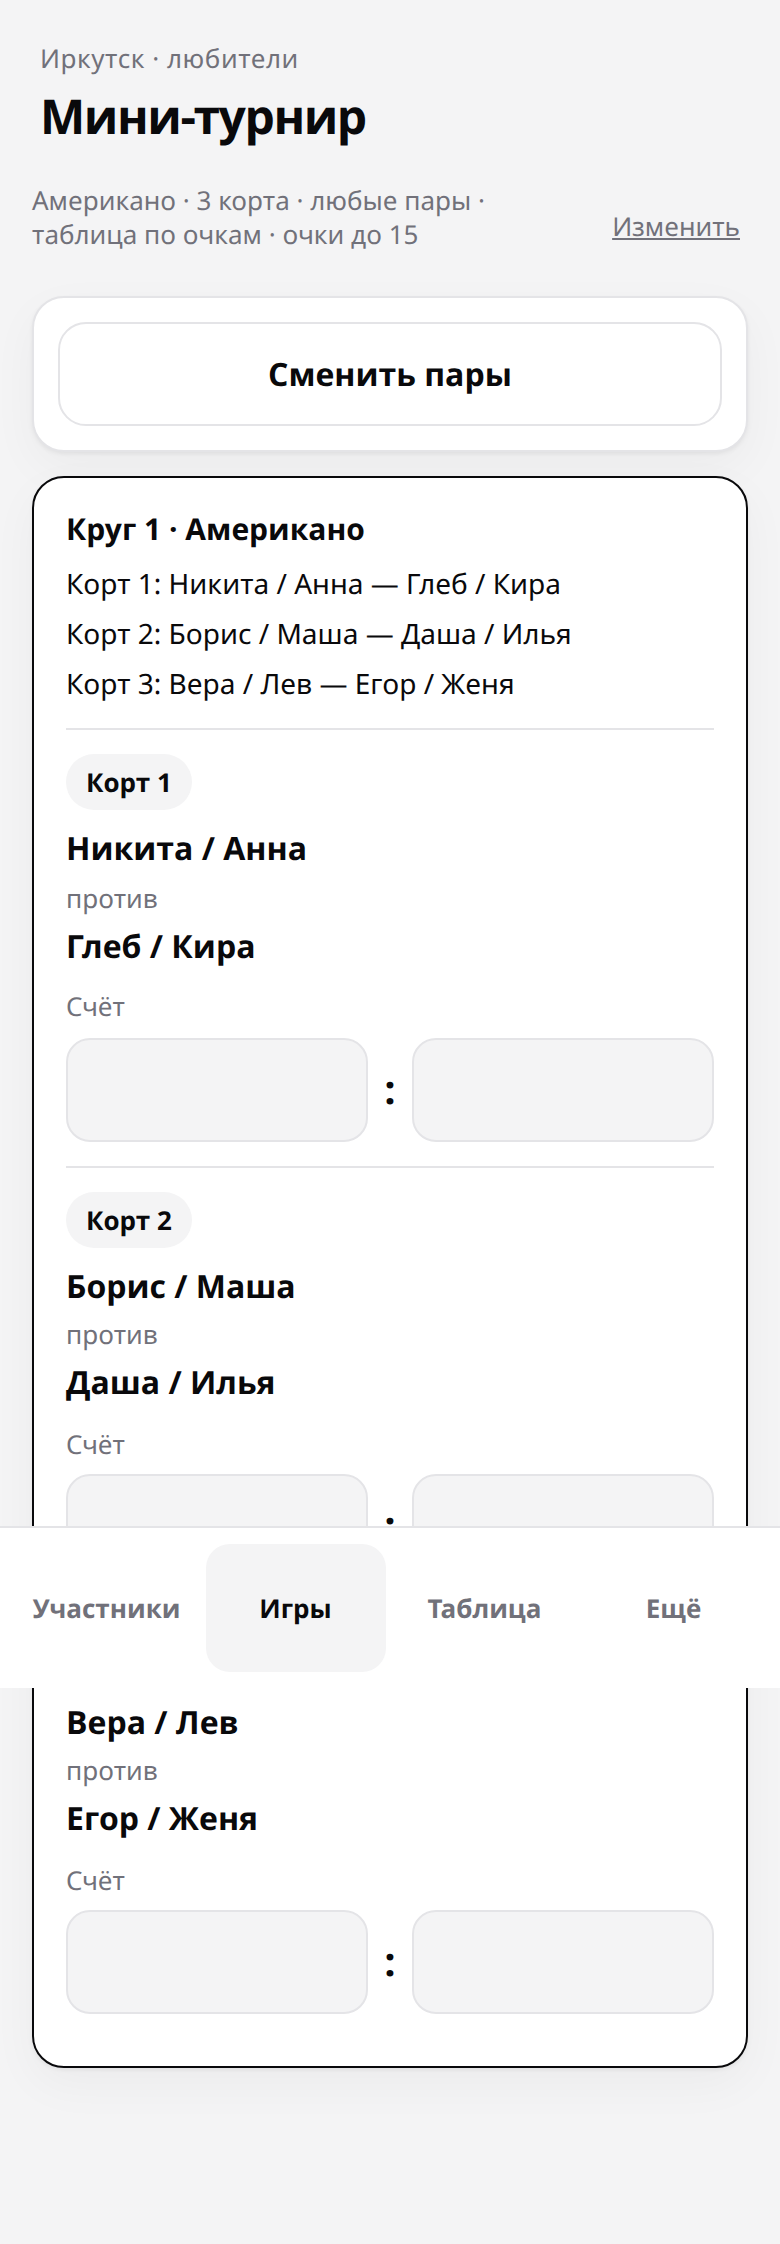 Иркутск · любители
Мини-турнир
Американо · 3 корта · любые пары ·
таблица по очкам · очки до 15
Изменить
Сменить пары
Круг 1 · Американо
Корт 1: Никита / Анна — Глеб / Кира
Корт 2: Борис / Маша — Даша / Илья
Корт 3: Вера / Лев — Егор / Женя
Корт 1
Никита / Анна
против
Глеб / Кира
Счёт
:
Корт 2
Борис / Маша
против
Даша / Илья
Счёт
:
Участники Игры Таблица Ещё
Вера / Лев
против
Егор / Женя
Счёт
: